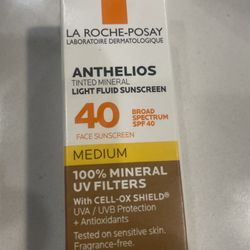 LA ROCHE-POSAY
LABORATOIRE DERMATOLOGIQUE
ANTHELIOS
TINTED MINERAL
LIGHT FLUID SUNSCREEN
40
BROAD
SPECTRUM
SPF 40
FACE SUNSCREEN
MEDIUM
100% MINERAL
UV FILTERS
With CELL-OX SHIELD®
UVA / UVB Protection
+ Antioxidants
Tested on sensitive skin.
Fragrance-free.